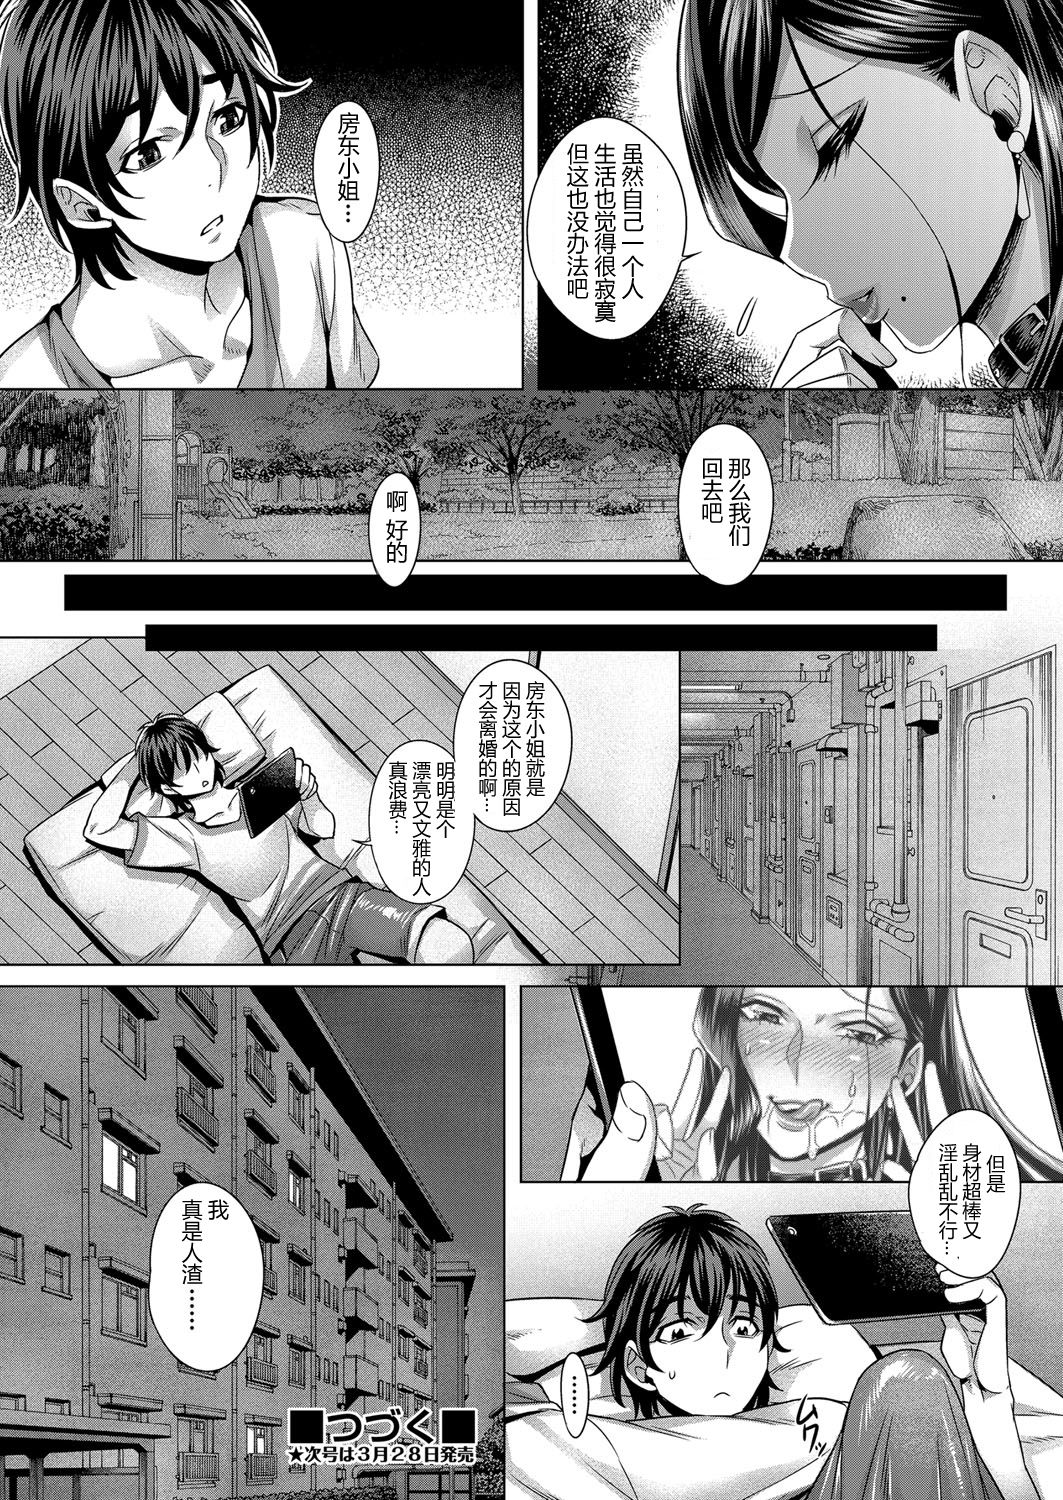 虽然自己一个人
生活也觉得很寂寞
但这也没办法吧
房东小姐…
那么我们
回去吧
啊 好的
房东小姐就是
因为这个的原因
才会离婚的啊…
明明是个
漂亮又文雅的人
真浪费…
但是
身材超棒又
淫乱乱不行…
……
ムクッ
我
真是人渣
……
■つづく■
★次号は3月28日発売